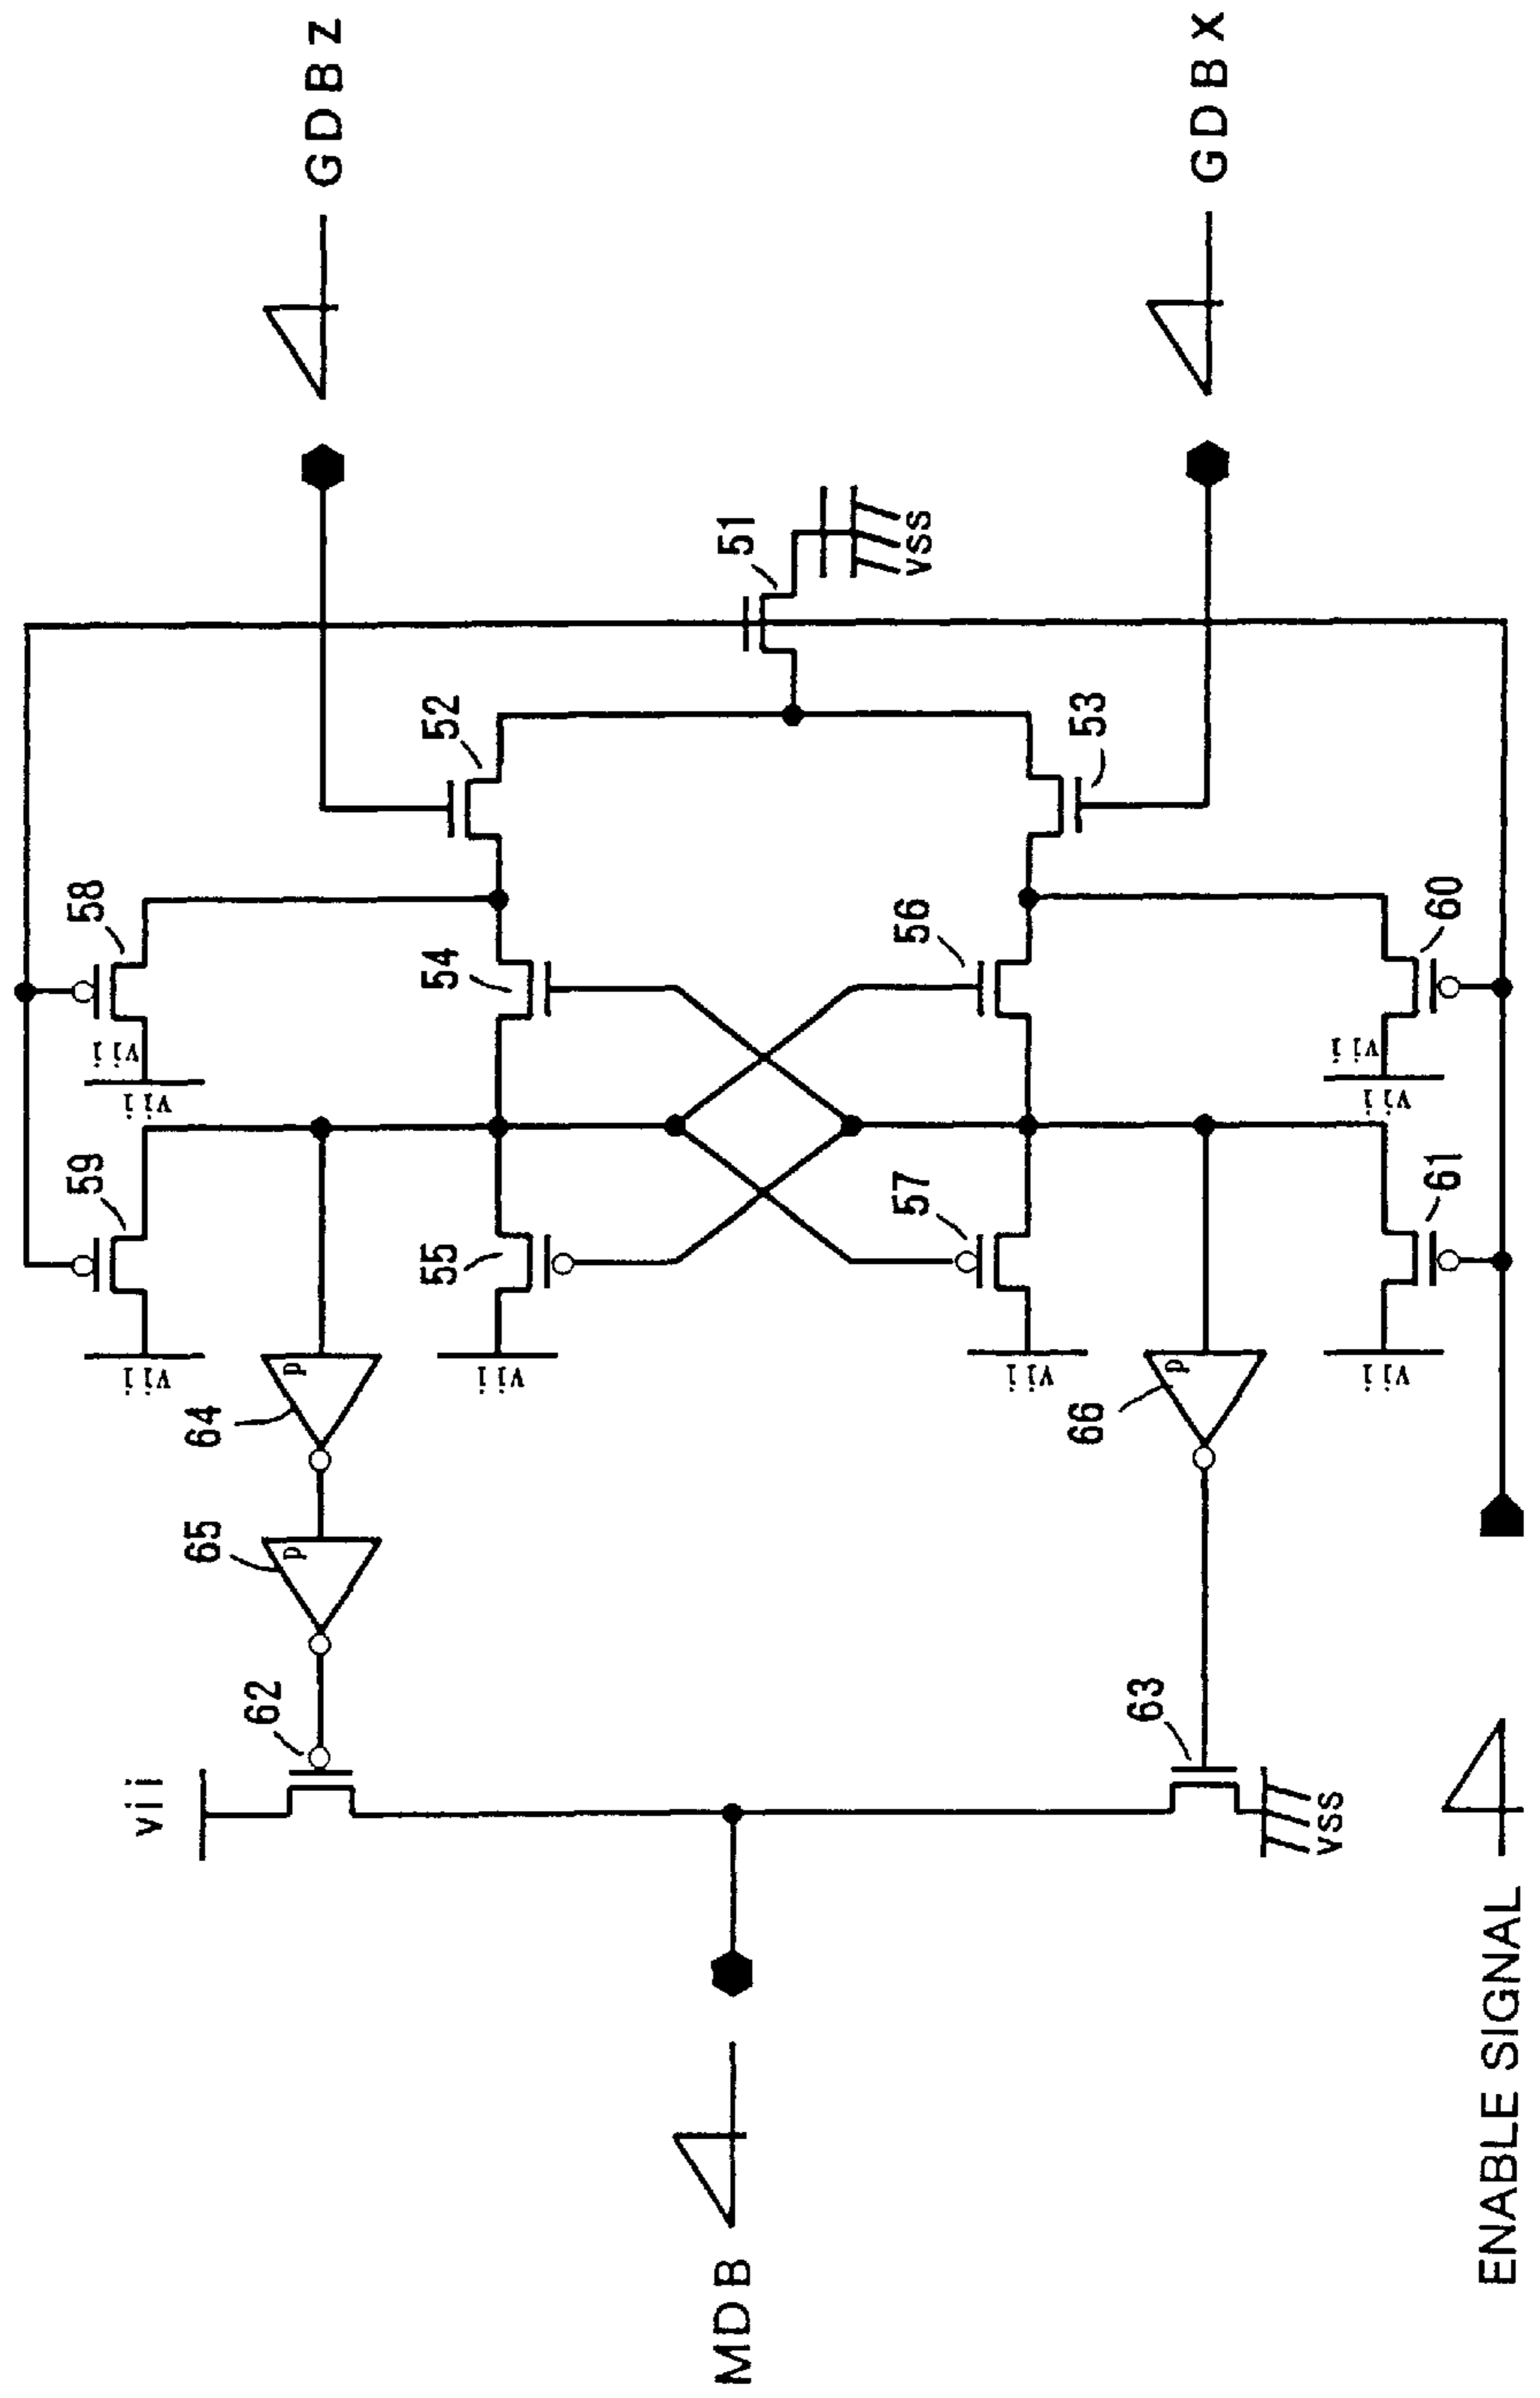 59
58
vii
vii
vii
vii
65
64
62
p
p
GDBz
55
54
52
vii
MDB
51
57
56
vss
vii
66
53
63
p
GDBx
vss
vii
vii
vii
61
60
ENABLE SIGNAL